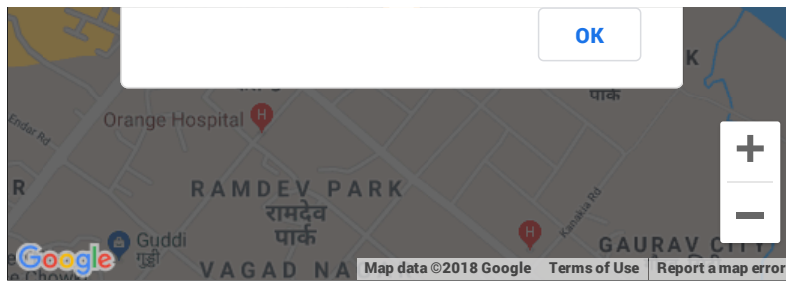 OK
K
पार्क
Orange Hospital
Endar Rd
R
RAMDEV PARK
रामदेव
पार्क
Kanakia Rd
Guddi
गुड्डी
GAURAV CITY
Google
VAGAD NA
Map data ©2018 Google Terms of Use Report a map error